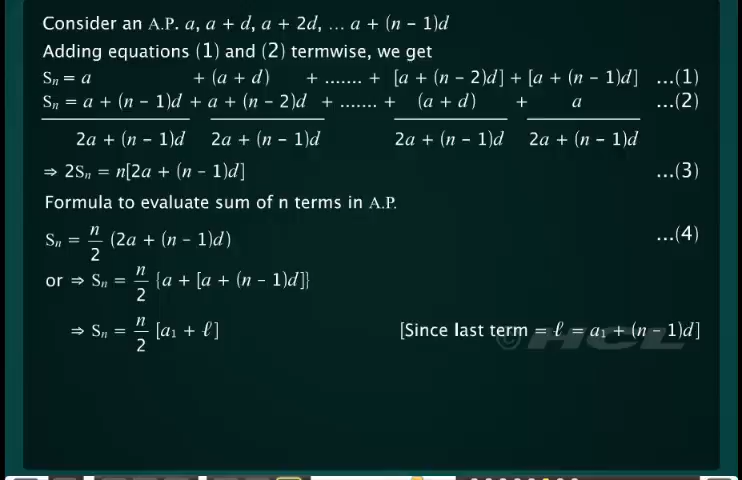 Consider an A.P. a, a + d, a + 2d, ... a + (n – 1)d
Adding equations (1) and (2) termwise, we get
Sₙ = a + (a + d) + ....... + [a + (n – 2)d] + [a + (n – 1)d] ...(1)
Sₙ = a + (n – 1)d + a + (n – 2)d + ....... + (a + d) + a ...(2)
2a + (n – 1)d 2a + (n – 1)d 2a + (n – 1)d 2a + (n – 1)d
⇒ 2Sₙ = n[2a + (n – 1)d] ...(3)
Formula to evaluate sum of n terms in A.P.
Sₙ = n/2 (2a + (n – 1)d) ...(4)
or ⇒ Sₙ = n/2 {a + [a + (n – 1)d]}
⇒ Sₙ = n/2 [a₁ + ℓ] [Since last term = ℓ = a₁ + (n – 1)d]
© HCL